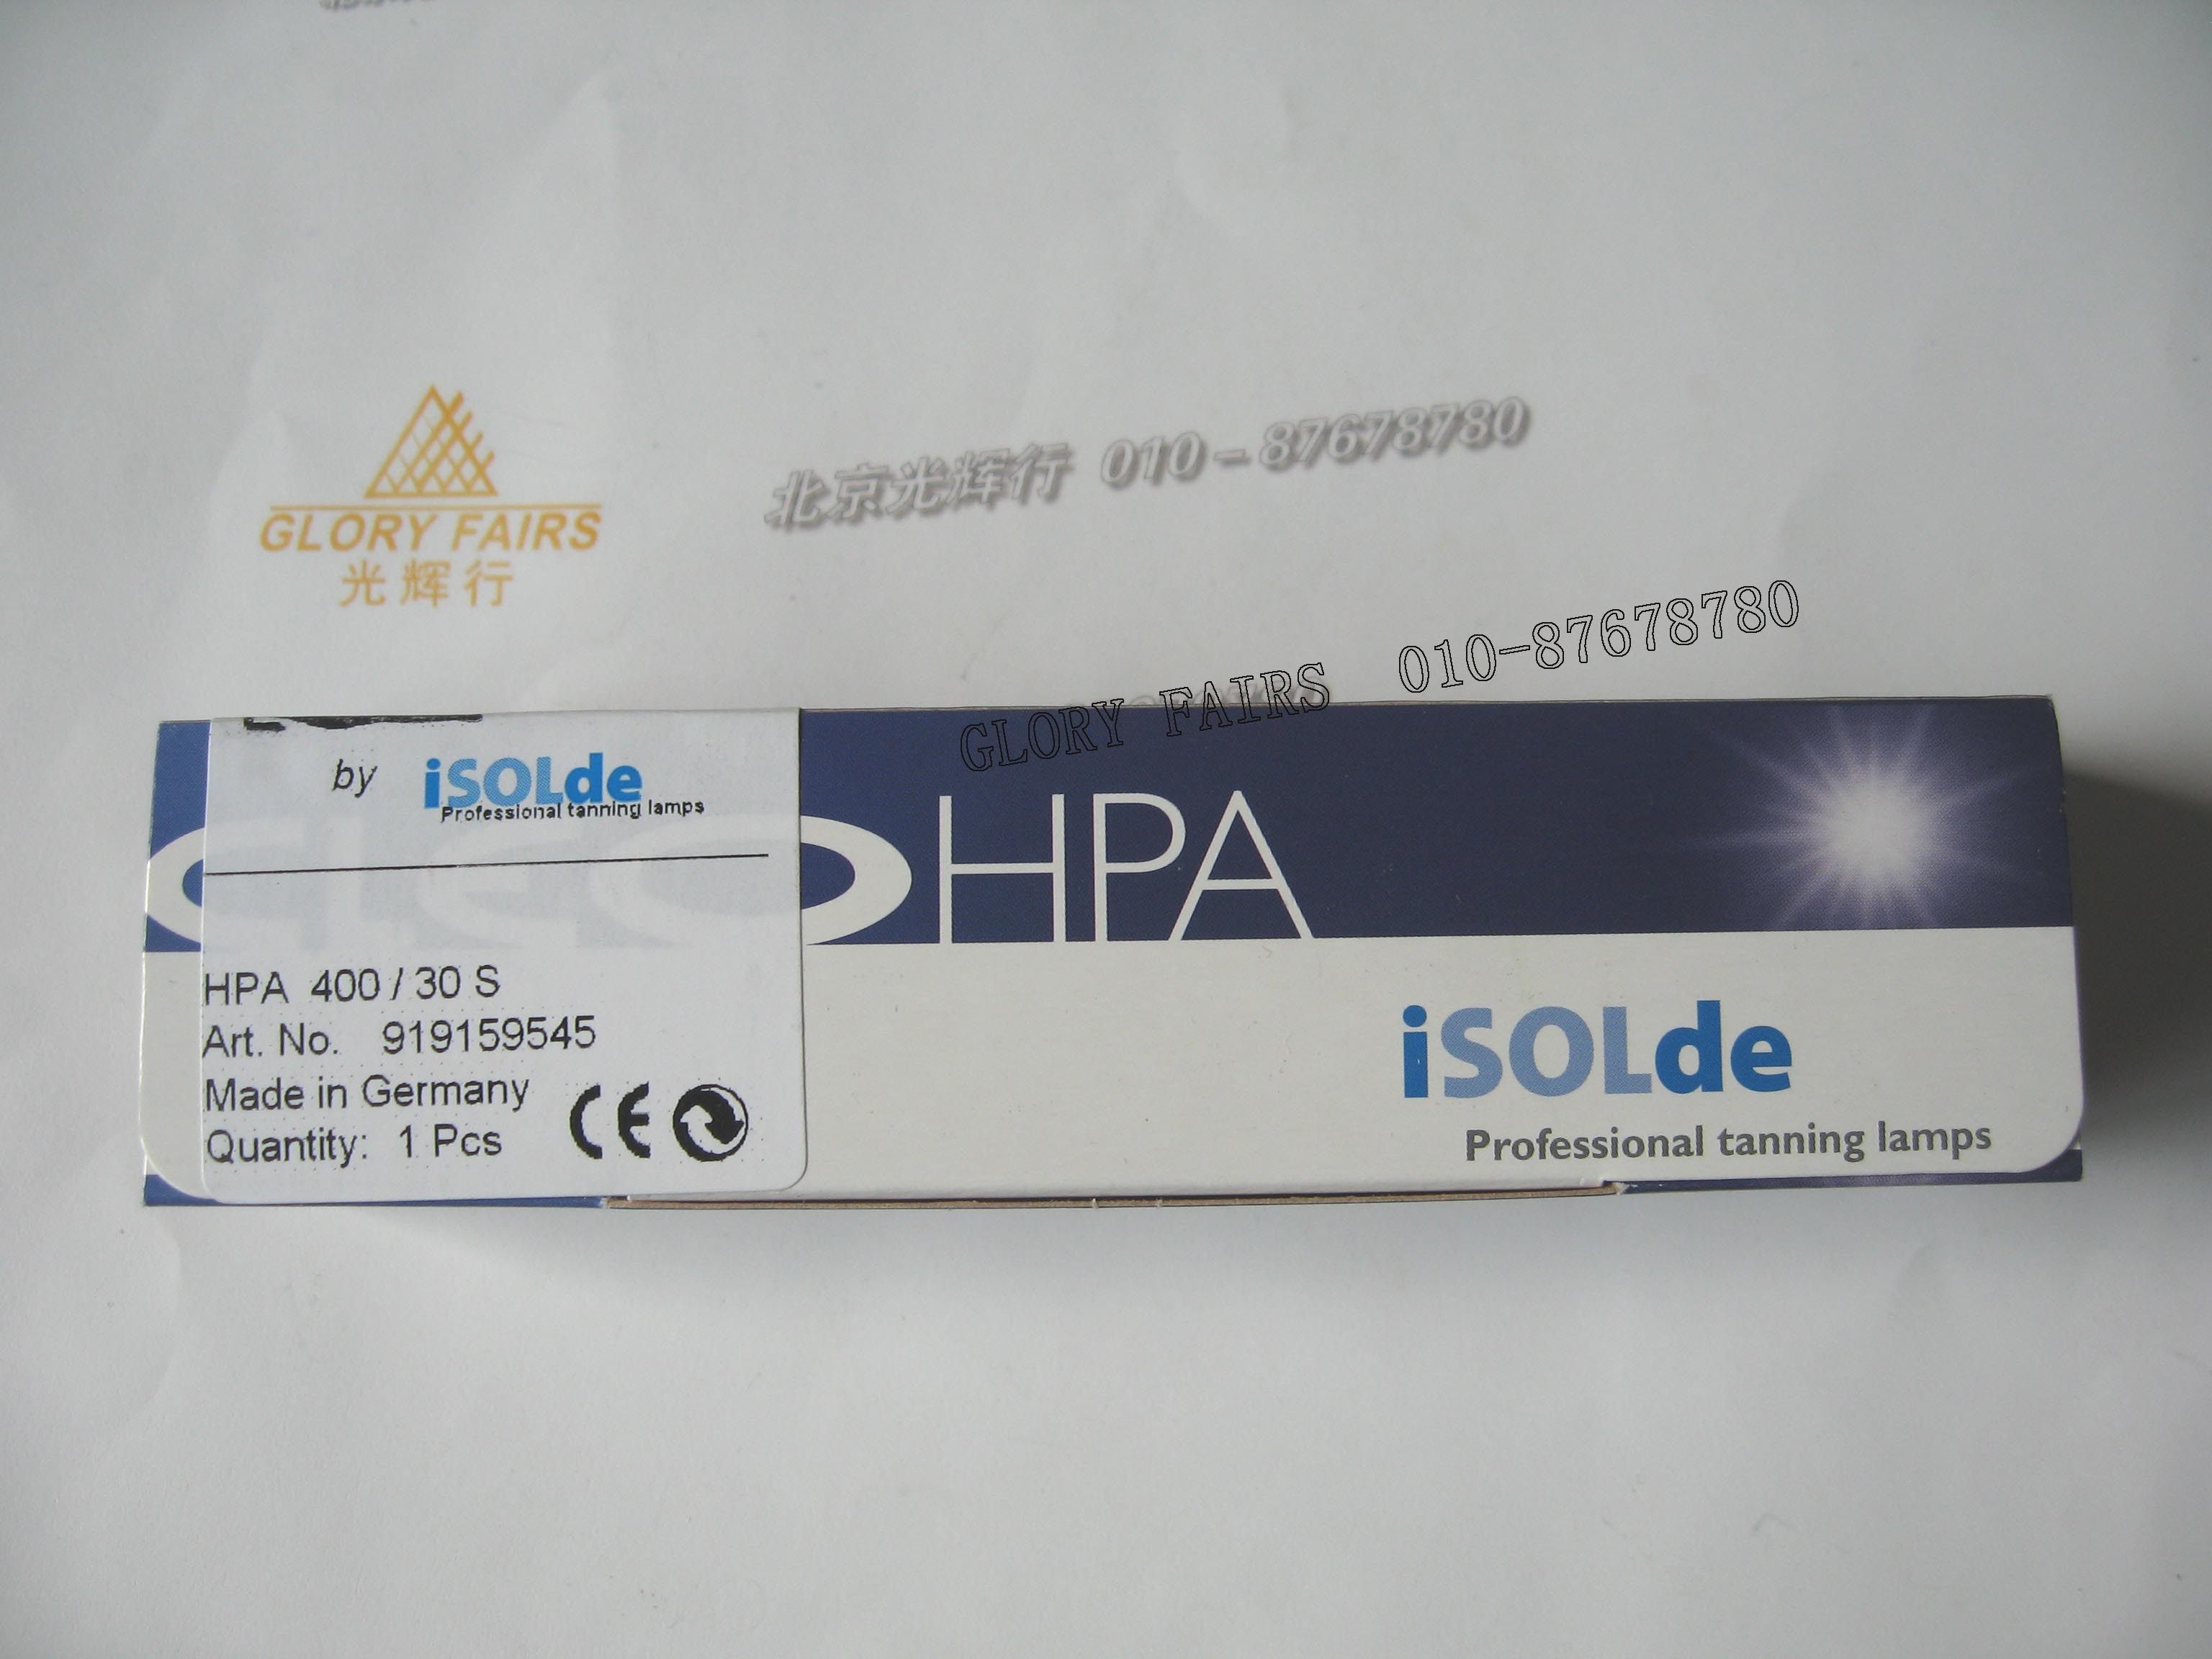 北京光辉行 010-87678780
GLORY FAIRS
光辉行
GLORY FAIRS 010-87678780
by iSOLde
Professional tanning lamps
HPA
HPA 400 / 30 S
Art. No. 919159545
Made in Germany
Quantity: 1 Pcs
CE
iSOLde
Professional tanning lamps